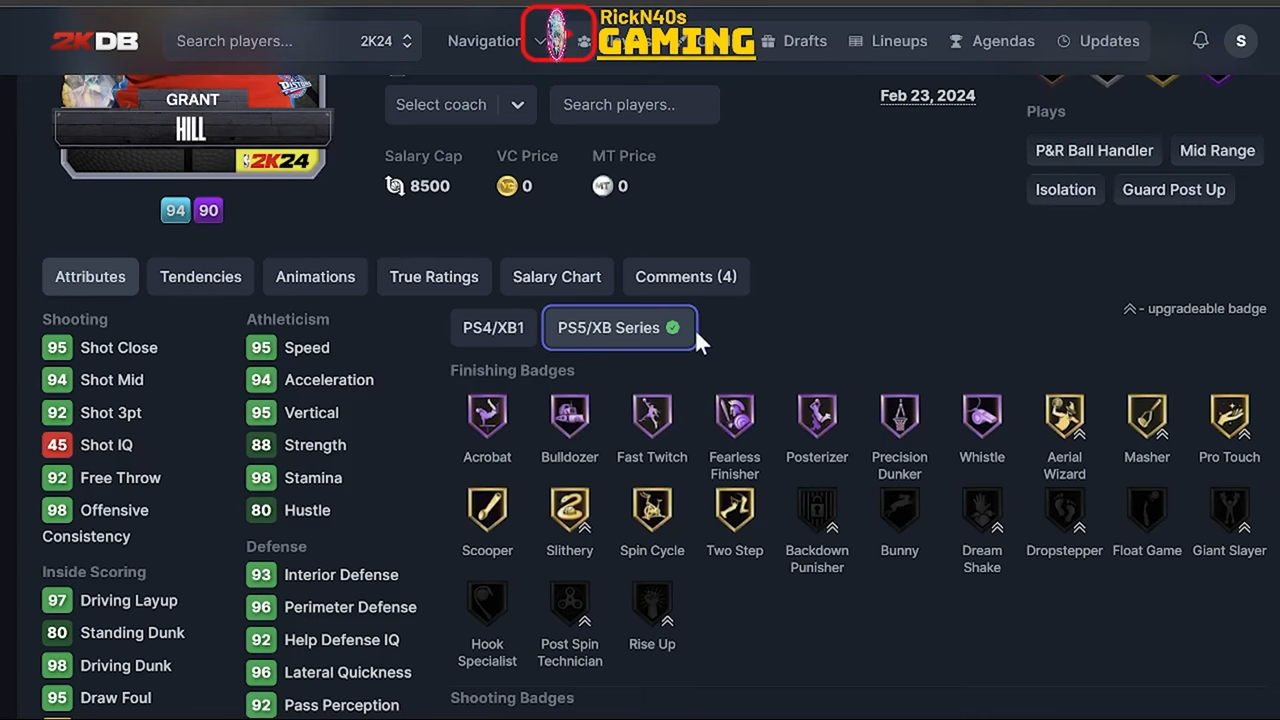 2KDB
Search players...
2K24
Navigation
RickN40s
GAMING
Drafts
Lineups
Agendas
Updates
S
GRANT
HILL
2K24
94 90
Select coach
Search players..
Salary Cap
VC Price
MT Price
8500
VC 0
MT 0
Feb 23, 2024
Plays
P&R Ball Handler
Mid Range
Isolation
Guard Post Up
Attributes
Tendencies
Animations
True Ratings
Salary Chart
Comments (4)
- upgradeable badge
Shooting
95 Shot Close
94 Shot Mid
92 Shot 3pt
45 Shot IQ
92 Free Throw
98 Offensive
Consistency
Inside Scoring
97 Driving Layup
80 Standing Dunk
98 Driving Dunk
95 Draw Foul
Athleticism
95 Speed
94 Acceleration
95 Vertical
88 Strength
98 Stamina
80 Hustle
Defense
93 Interior Defense
96 Perimeter Defense
92 Help Defense IQ
96 Lateral Quickness
92 Pass Perception
PS4/XB1
PS5/XB Series
Finishing Badges
Acrobat
Bulldozer
Fast Twitch
Fearless
Finisher
Posterizer
Precision
Dunker
Whistle
Aerial
Wizard
Masher
Pro Touch
Scooper
Slithery
Spin Cycle
Two Step
Backdown
Punisher
Bunny
Dream
Shake
Dropstepper
Float Game
Giant Slayer
Hook
Specialist
Post Spin
Technician
Rise Up
Shooting Badges